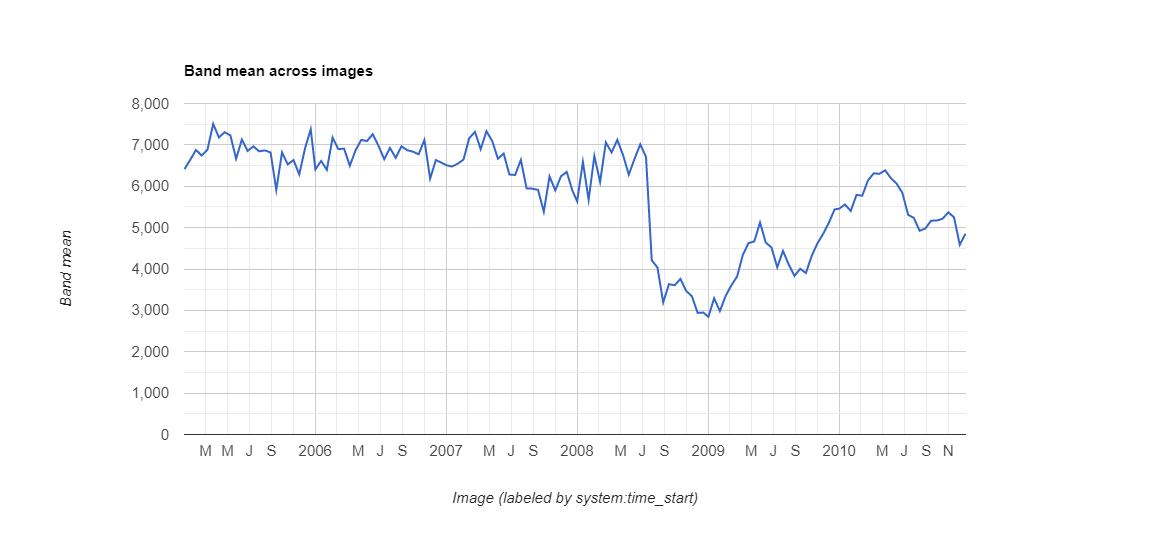 Band mean across images
8,000
7,000
6,000
5,000
4,000
3,000
2,000
1,000
0
Band mean
M M J S 2006 M J S 2007 M J S 2008 M J S 2009 M J S 2010 M J S N
Image (labeled by system:time_start)